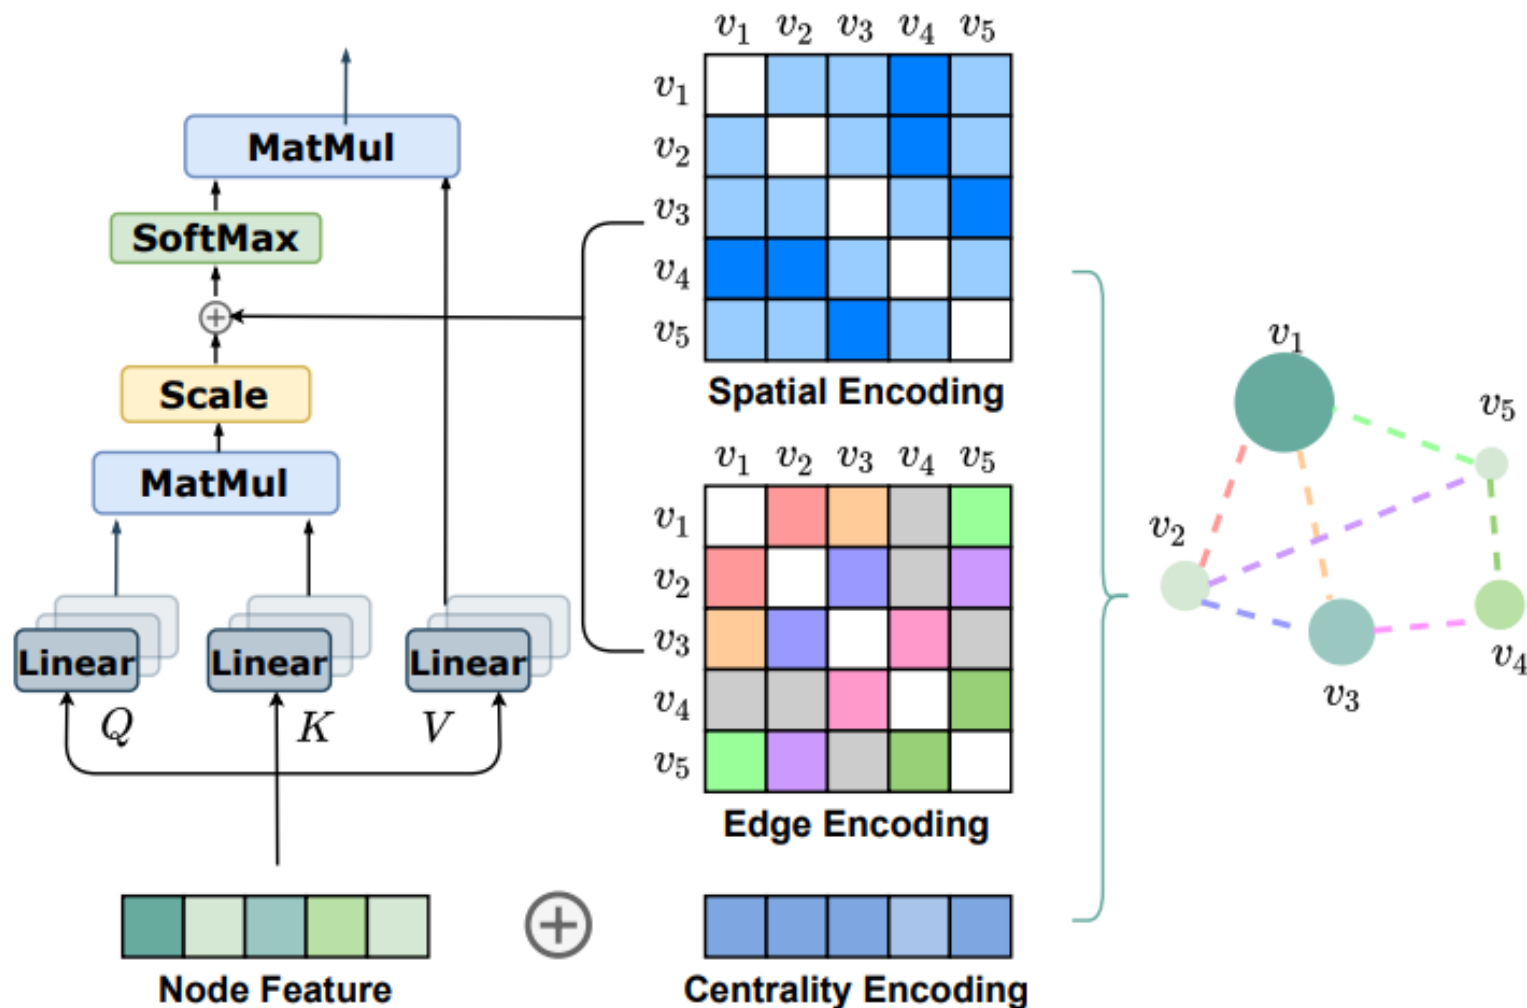 MatMul
SoftMax
Scale
MatMul
Linear Linear Linear
Q K V
Node Feature
v1 v2 v3 v4 v5
v1
v2
v3
v4
v5
Spatial Encoding
v1 v2 v3 v4 v5
v1
v2
v3
v4
v5
Edge Encoding
Centrality Encoding
v1
v5
v2
v4
v3